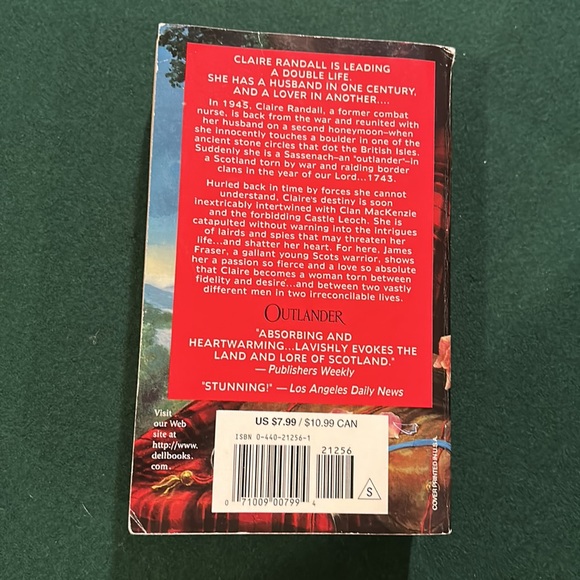 CLAIRE RANDALL IS LEADING
A DOUBLE LIFE.
SHE HAS A HUSBAND IN ONE CENTURY,
AND A LOVER IN ANOTHER....
In 1945, Claire Randall, a former combat
nurse, is back from the war and reunited with
her husband on a second honeymoon–when
she innocently touches a boulder in one of the
ancient stone circles that dot the British Isles.
Suddenly she is a Sassenach–an "outlander"–in
a Scotland torn by war and raiding border
clans in the year of our Lord...1743.
Hurled back in time by forces she cannot
understand, Claire's destiny is soon
inextricably intertwined with Clan MacKenzie
and the forbidding Castle Leoch. She is
catapulted without warning into the intrigues
of lairds and spies that may threaten her
life...and shatter her heart. For here, James
Fraser, a gallant young Scots warrior, shows
her a passion so fierce and a love so absolute
that Claire becomes a woman torn between
fidelity and desire...and between two vastly
different men in two irreconcilable lives.
OUTLANDER
"ABSORBING AND
HEARTWARMING...LAVISHLY EVOKES THE
LAND AND LORE OF SCOTLAND."
— Publishers Weekly
"STUNNING!" — Los Angeles Daily News
Visit
our Web
site at
http://www.
dellbooks.
com.
US $7.99 / $10.99 CAN
ISBN 0-440-21256-1
21256
0 71009 00799 4
S
COVER PRINTED IN U.S.A.